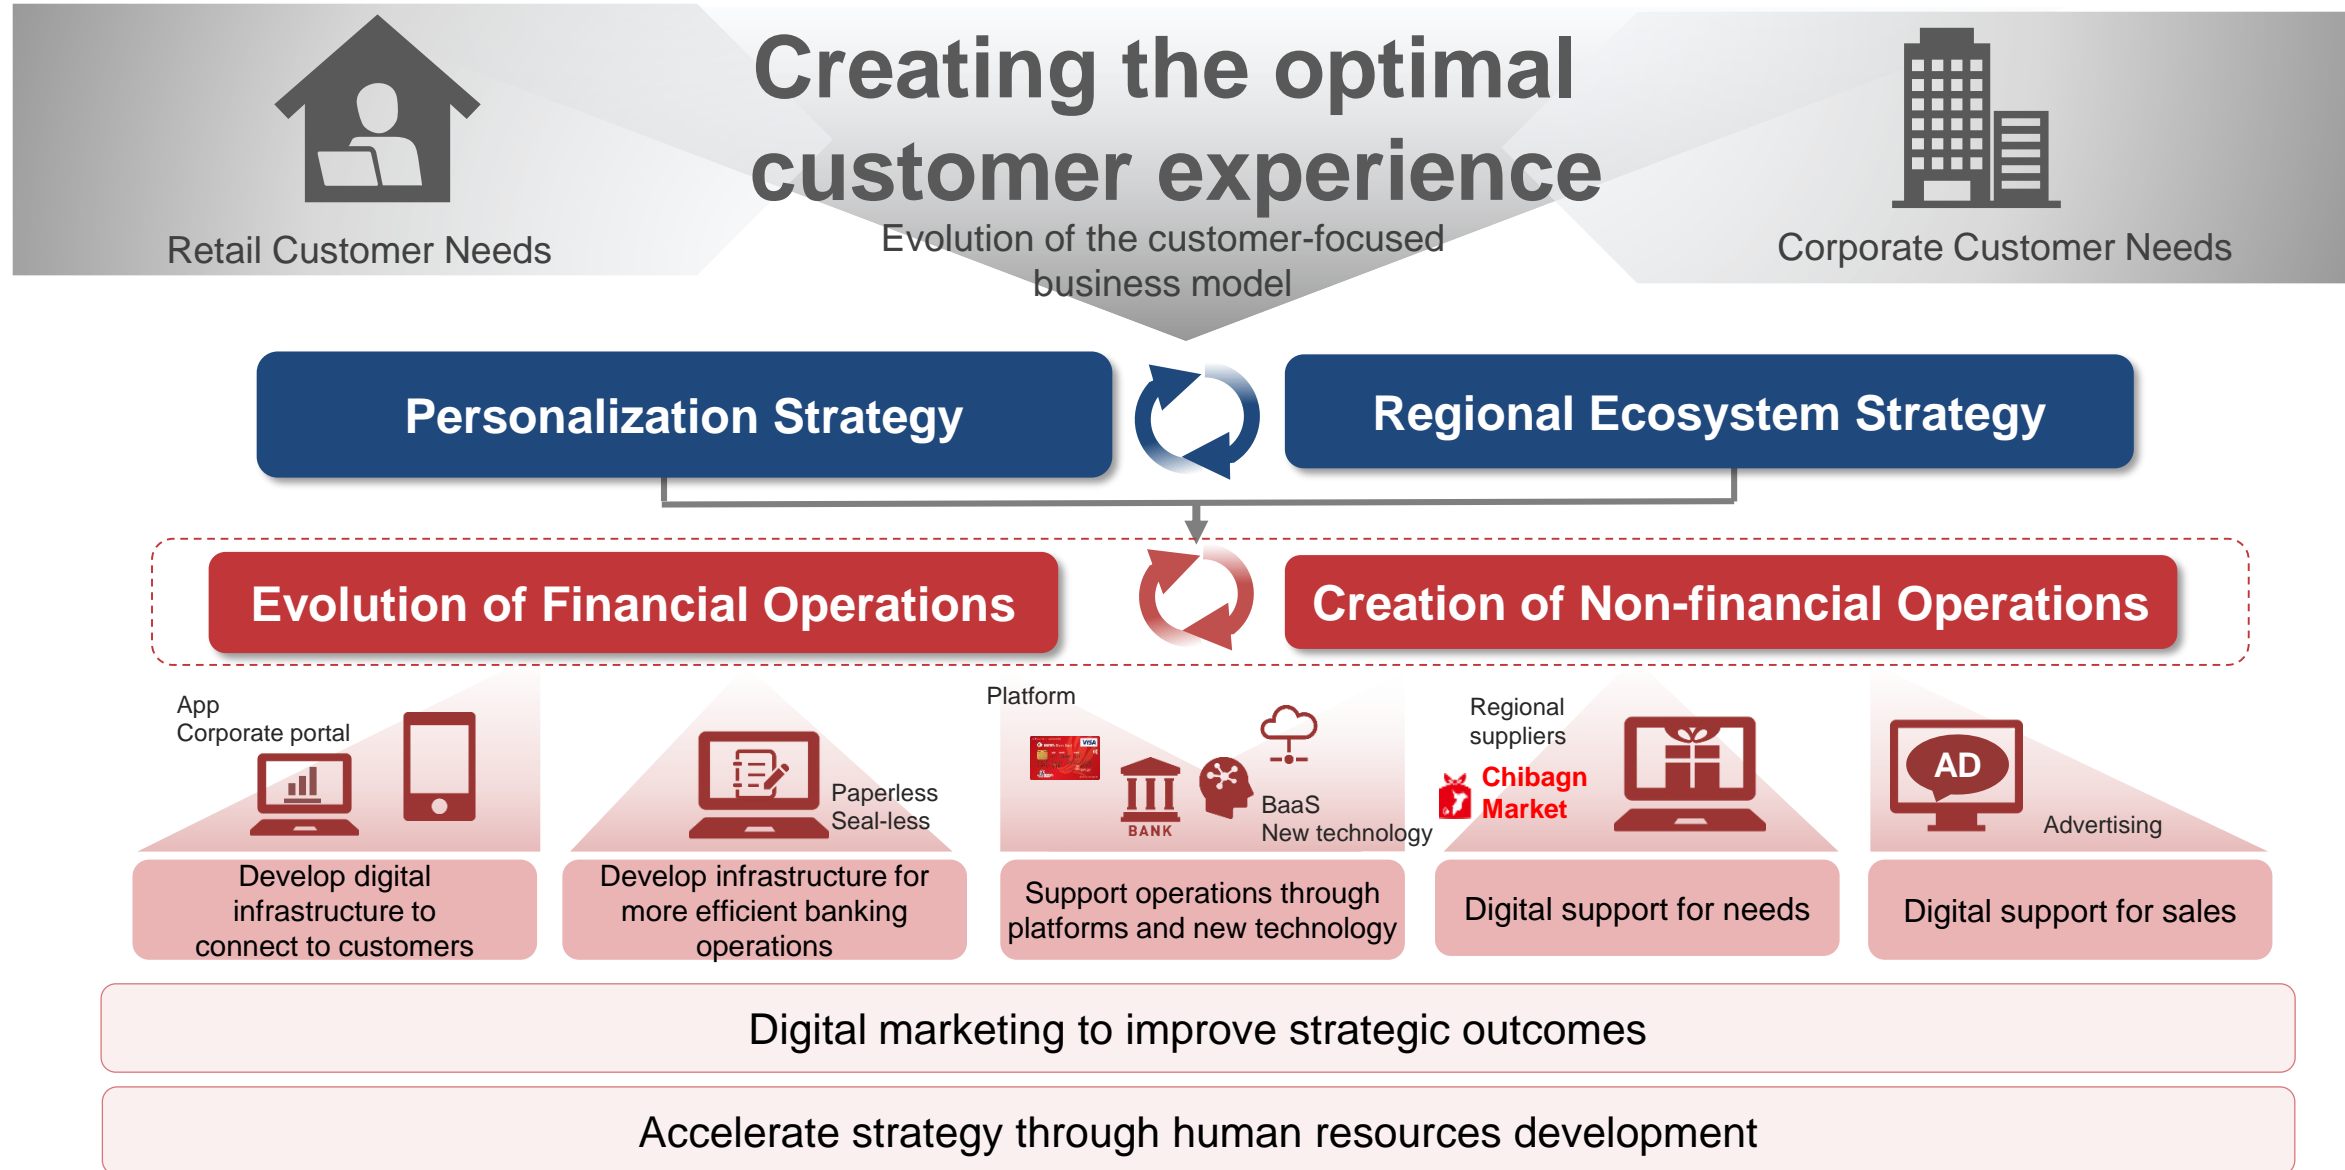 Creating the optimal
customer experience
Evolution of the customer-focused
business model
Retail Customer Needs
Corporate Customer Needs
Personalization Strategy
Regional Ecosystem Strategy
Evolution of Financial Operations
Creation of Non-financial Operations
App
Corporate portal
Paperless
Seal-less
Platform
VISA
BANK
BaaS
New technology
Regional
suppliers
Chibagn
Market
AD
Advertising
Develop digital
infrastructure to
connect to customers
Develop infrastructure for
more efficient banking
operations
Support operations through
platforms and new technology
Digital support for needs
Digital support for sales
Digital marketing to improve strategic outcomes
Accelerate strategy through human resources development